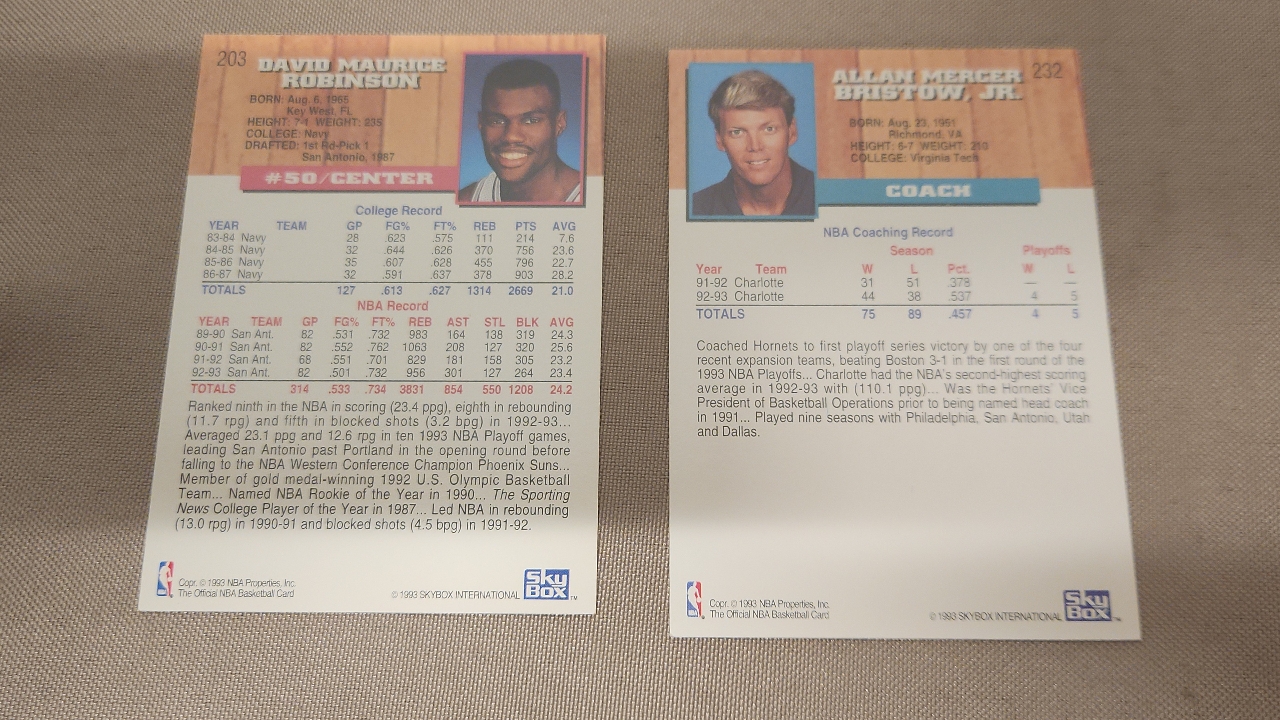 203
DAVID MAURICE
ROBINSON
BORN: Aug. 6, 1965
Key West, FL
HEIGHT: 7-1 WEIGHT: 235
COLLEGE: Navy
DRAFTED: 1st Rd-Pick 1
San Antonio, 1987
#50/CENTER
College Record
YEAR TEAM GP FG% FT% REB PTS AVG
83-84 Navy 28 .623 .575 111 214 7.6
84-85 Navy 32 .644 .626 370 756 23.6
85-86 Navy 35 .607 .628 455 796 22.7
86-87 Navy 32 .591 .637 378 903 28.2
TOTALS 127 .613 .627 1314 2669 21.0
NBA Record
YEAR TEAM GP FG% FT% REB AST STL BLK AVG
89-90 San Ant. 82 .531 .732 983 164 138 319 24.3
90-91 San Ant. 82 .552 .762 1063 208 127 320 25.6
91-92 San Ant. 68 .551 .701 829 181 158 305 23.2
92-93 San Ant. 82 .501 .732 956 301 127 264 23.4
TOTALS 314 .533 .734 3831 854 550 1208 24.2
Ranked ninth in the NBA in scoring (23.4 ppg), eighth in rebounding
(11.7 rpg) and fifth in blocked shots (3.2 bpg) in 1992-93...
Averaged 23.1 ppg and 12.6 rpg in ten 1993 NBA Playoff games,
leading San Antonio past Portland in the opening round before
falling to the NBA Western Conference Champion Phoenix Suns...
Member of gold medal-winning 1992 U.S. Olympic Basketball
Team... Named NBA Rookie of the Year in 1990... The Sporting
News College Player of the Year in 1987... Led NBA in rebounding
(13.0 rpg) in 1990-91 and blocked shots (4.5 bpg) in 1991-92.
Copr. © 1993 NBA Properties, Inc.
The Official NBA Basketball Card
© 1993 SKYBOX INTERNATIONAL
Sky
Box™
232
ALLAN MERCER
BRISTOW, JR.
BORN: Aug. 23, 1951
Richmond, VA
HEIGHT: 6-7 WEIGHT: 210
COLLEGE: Virginia Tech
COACH
NBA Coaching Record
Season Playoffs
Year Team W L Pct. W L
91-92 Charlotte 31 51 .378 — —
92-93 Charlotte 44 38 .537 4 5
TOTALS 75 89 .457 4 5
Coached Hornets to first playoff series victory by one of the four
recent expansion teams, beating Boston 3-1 in the first round of the
1993 NBA Playoffs... Charlotte had the NBA's second-highest scoring
average in 1992-93 with (110.1 ppg)... Was the Hornets' Vice
President of Basketball Operations prior to being named head coach
in 1991... Played nine seasons with Philadelphia, San Antonio, Utah
and Dallas.
Copr. © 1993 NBA Properties, Inc.
The Official NBA Basketball Card
© 1993 SKYBOX INTERNATIONAL
Sky
Box™